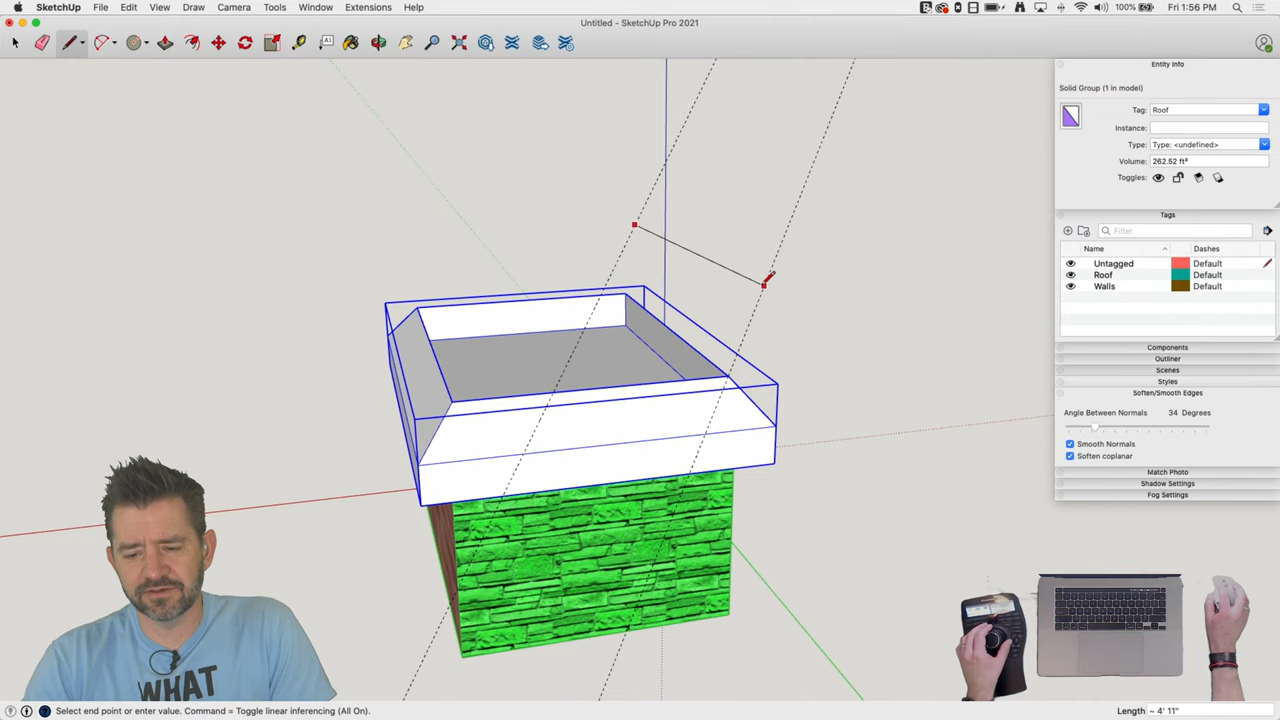 SketchUp File Edit View Draw Camera Tools Window Extensions Help
100% Fri 1:56 PM
Untitled - SketchUp Pro 2021
Entity Info
Solid Group (1 in model)
Tag: Roof
Instance:
Type: Type: <undefined>
Volume: 262.52 ft³
Toggles:
Tags
Filter
Name Dashes
Untagged Default
Roof Default
Walls Default
Components
Outliner
Scenes
Styles
Soften/Smooth Edges
Angle Between Normals 34 Degrees
Smooth Normals
Soften coplanar
Match Photo
Shadow Settings
Fog Settings
WHAT
Select end point or enter value. Command = Toggle linear inferencing (All On).
Length ~ 4' 11"